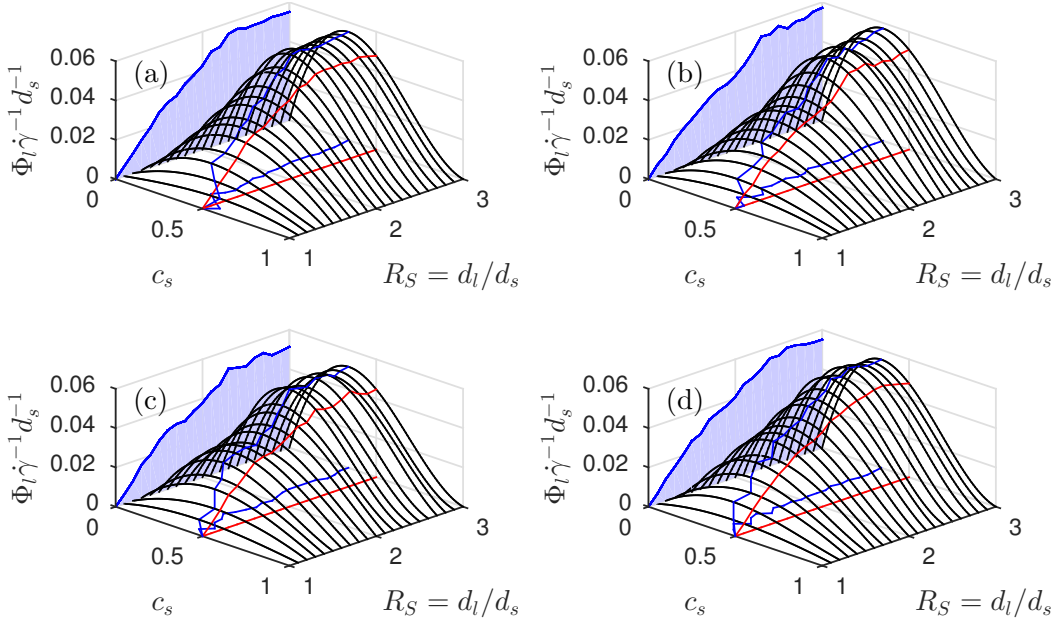 (a)
0.06
0.04
0.02
0
Φ_l γ̇⁻¹ d_s⁻¹
0
0.5
1
c_s
1
2
3
R_S = d_l/d_s
(b)
0.06
0.04
0.02
0
Φ_l γ̇⁻¹ d_s⁻¹
0
0.5
1
c_s
1
2
3
R_S = d_l/d_s
(c)
0.06
0.04
0.02
0
Φ_l γ̇⁻¹ d_s⁻¹
0
0.5
1
c_s
1
2
3
R_S = d_l/d_s
(d)
0.06
0.04
0.02
0
Φ_l γ̇⁻¹ d_s⁻¹
0
0.5
1
c_s
1
2
3
R_S = d_l/d_s